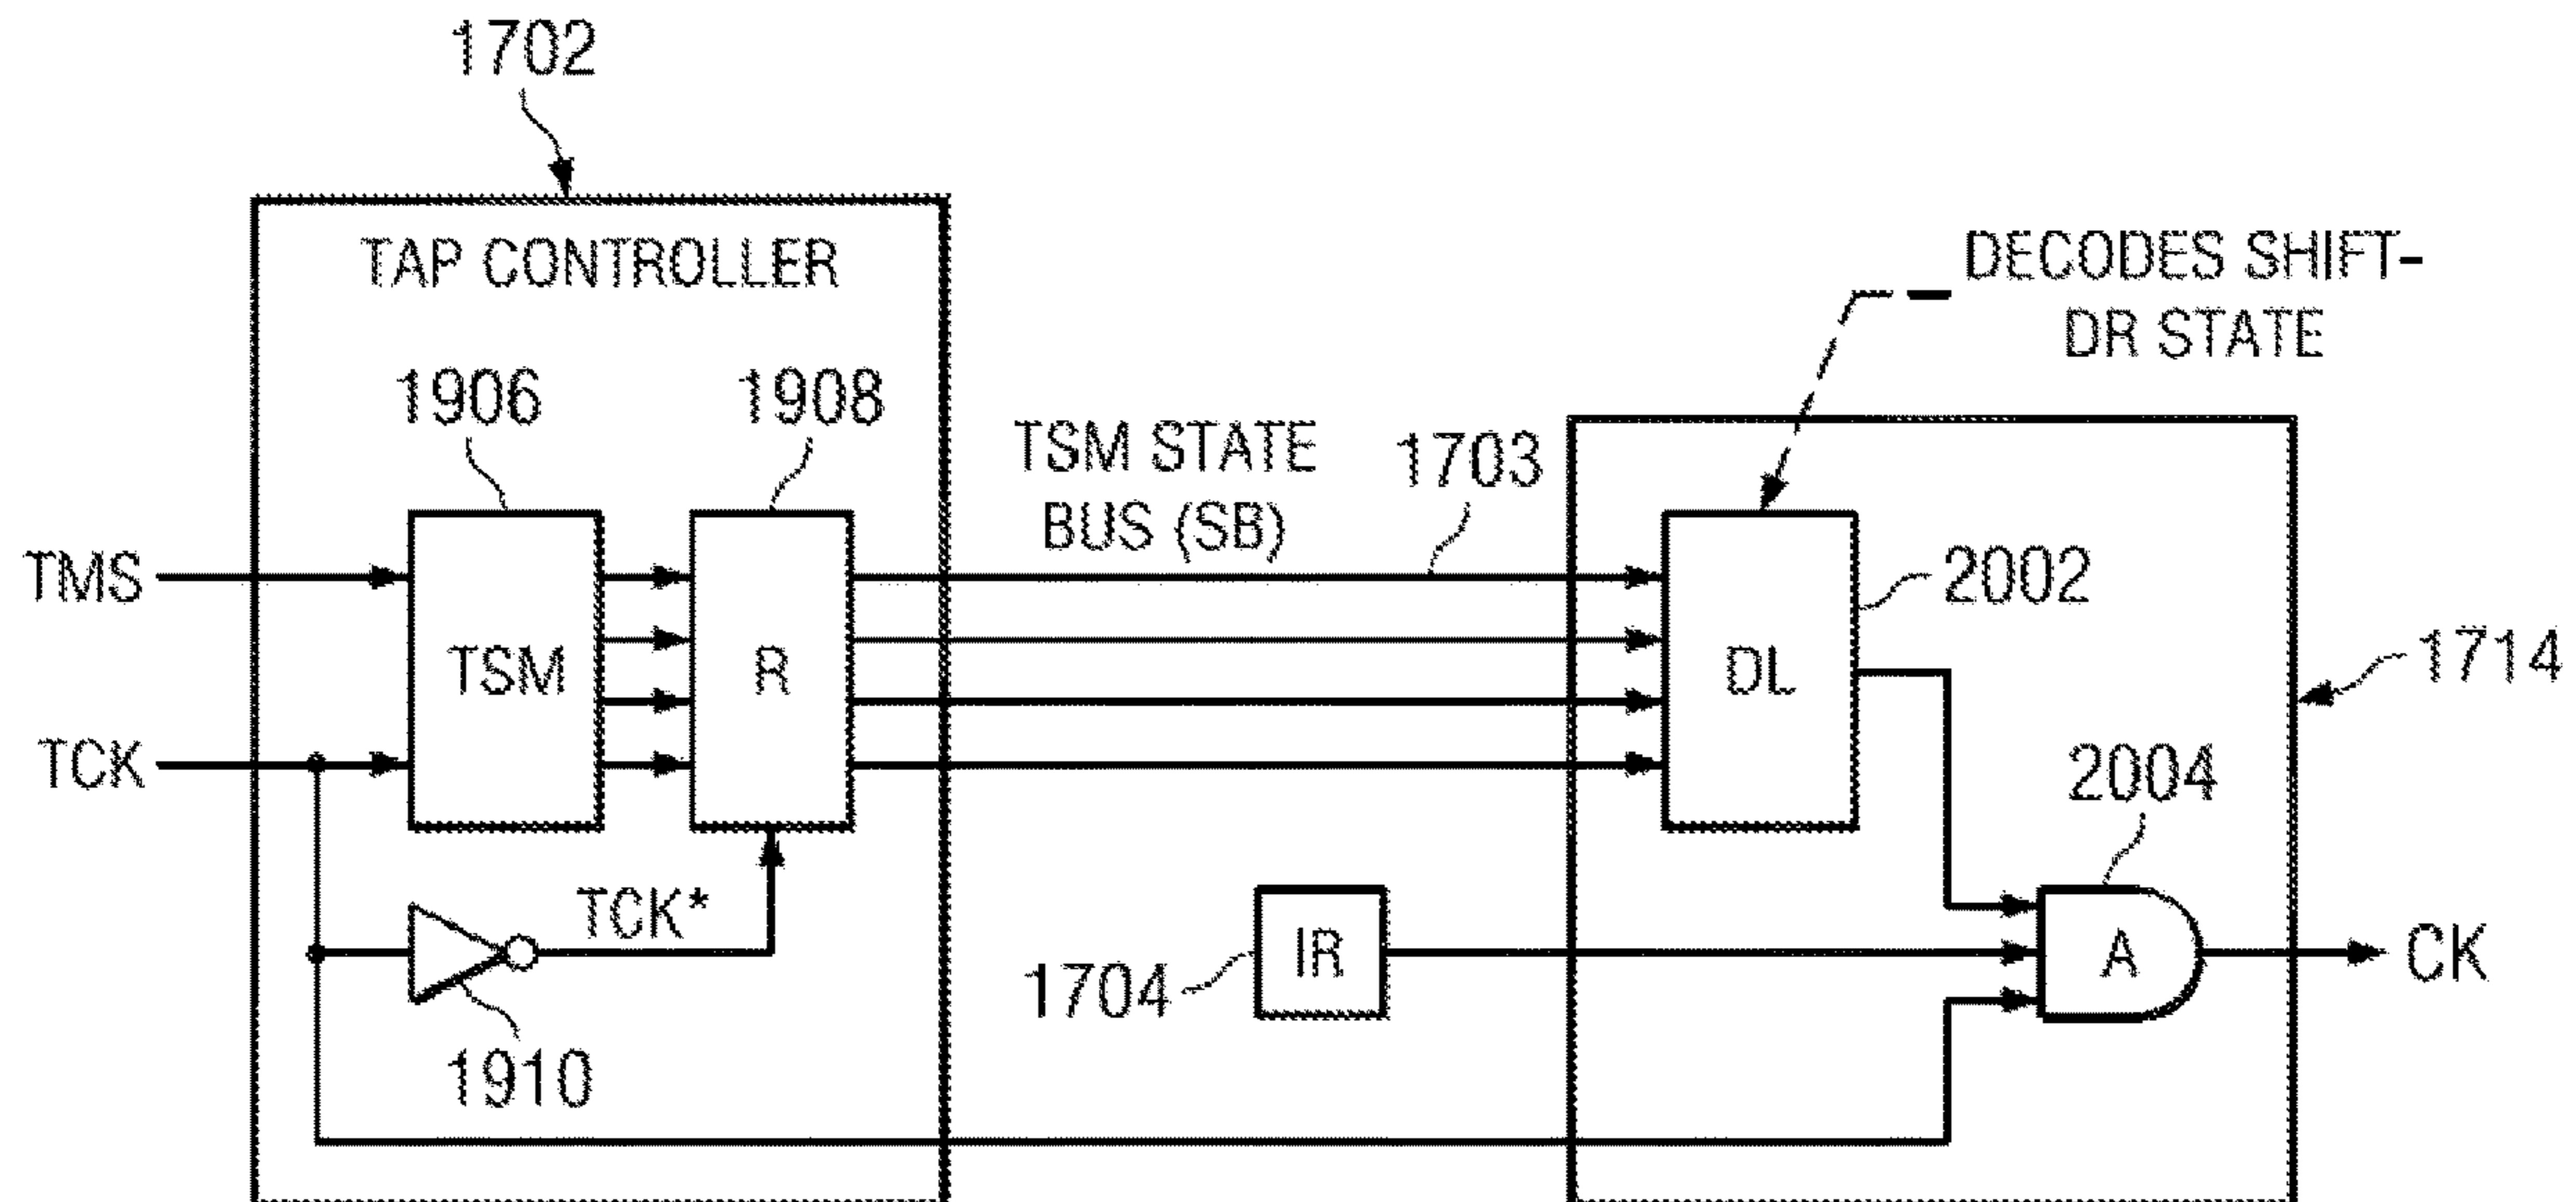 1702
TAP CONTROLLER
DECODES SHIFT-
DR STATE
1906
1908
TSM STATE
BUS (SB)
1703
TMS
TSM
R
DL
2002
1714
TCK
2004
TCK*
IR
A
CK
1704
1910